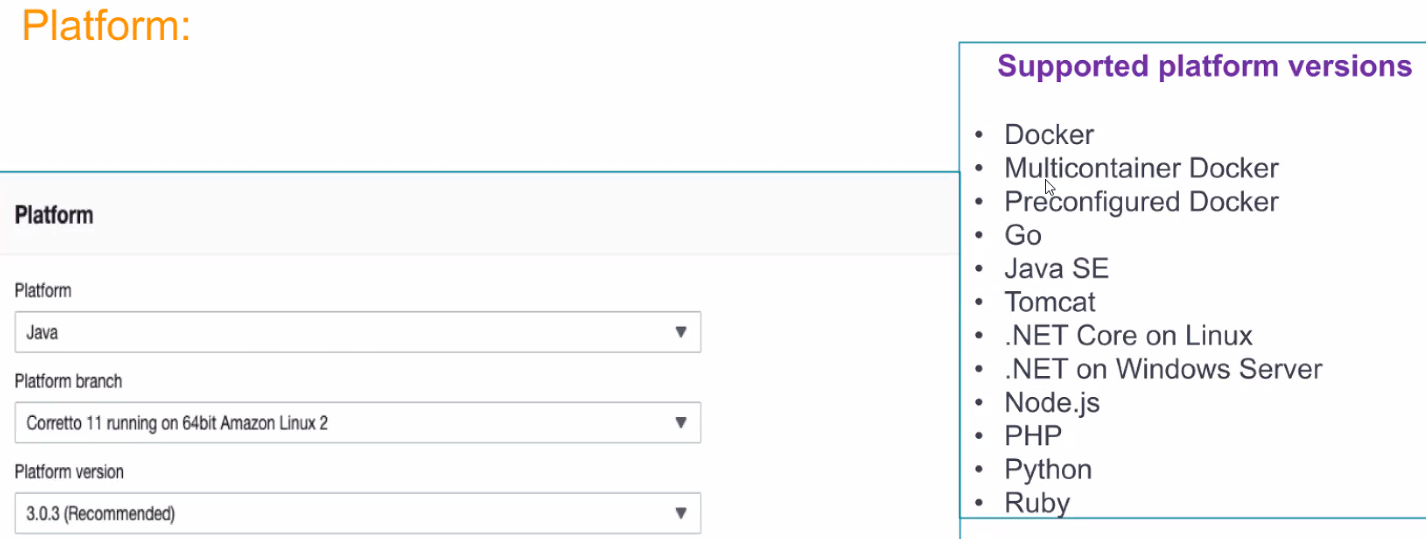 Platform:
Supported platform versions
• Docker
• Multicontainer Docker
• Preconfigured Docker
• Go
• Java SE
• Tomcat
• .NET Core on Linux
• .NET on Windows Server
• Node.js
• PHP
• Python
• Ruby
Platform
Platform
Java
Platform branch
Corretto 11 running on 64bit Amazon Linux 2
Platform version
3.0.3 (Recommended)